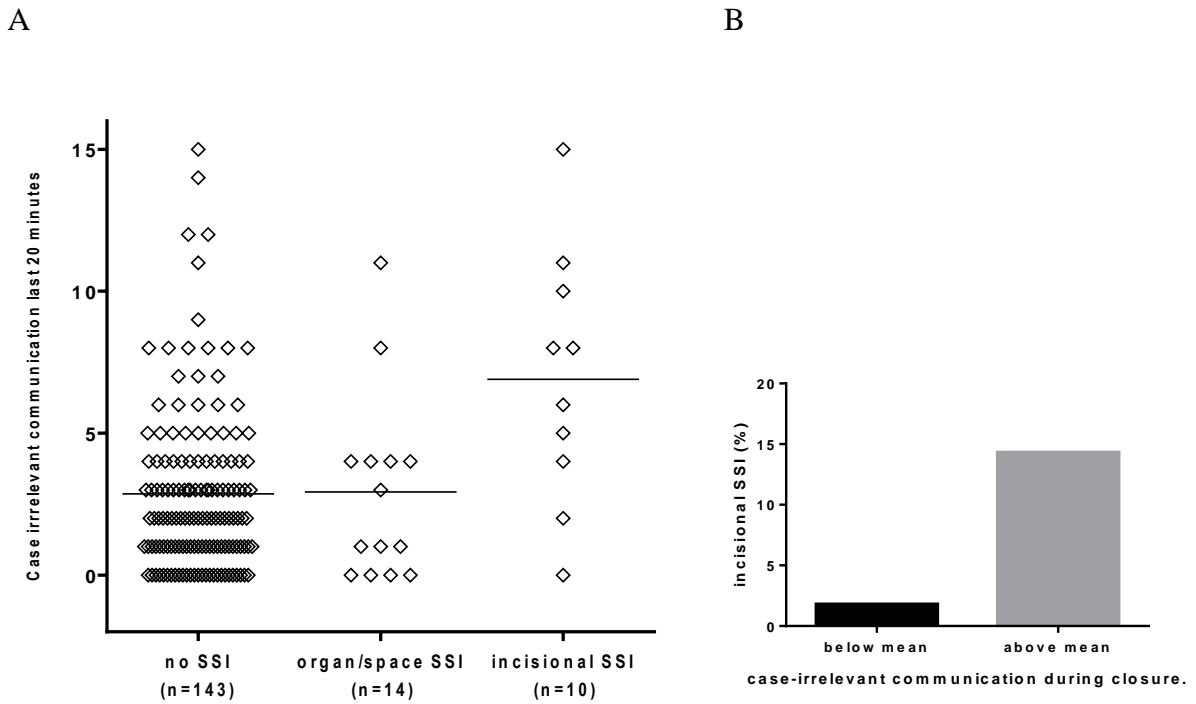 A
B
Case irrrelevant communication last 20 minutes
15
10
5
0
no SSI
(n=143)
organ/space SSI
(n=14)
incisional SSI
(n=10)
incisional SSI (%)
20
15
10
5
0
below mean
above mean
case-irrelevant communication during closure.